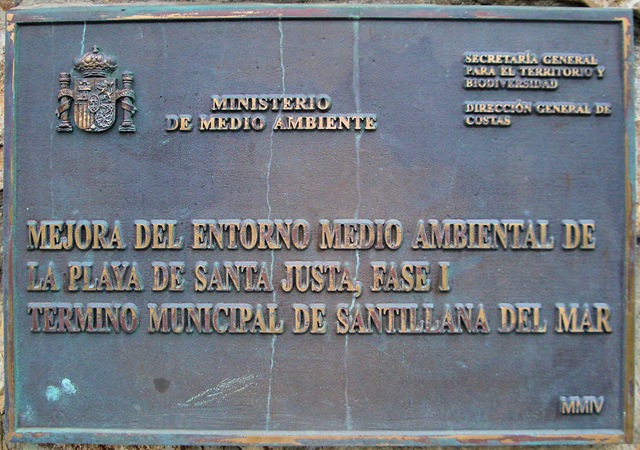 MINISTERIO
DE MEDIO AMBIENTE
SECRETARÍA GENERAL
PARA EL TERRITORIO Y
BIODIVERSIDAD
DIRECCIÓN GENERAL DE
COSTAS
MEJORA DEL ENTORNO MEDIO AMBIENTAL DE
LA PLAYA DE SANTA JUSTA, FASE I
TERMINO MUNICIPAL DE SANTILLANA DEL MAR
MMIV